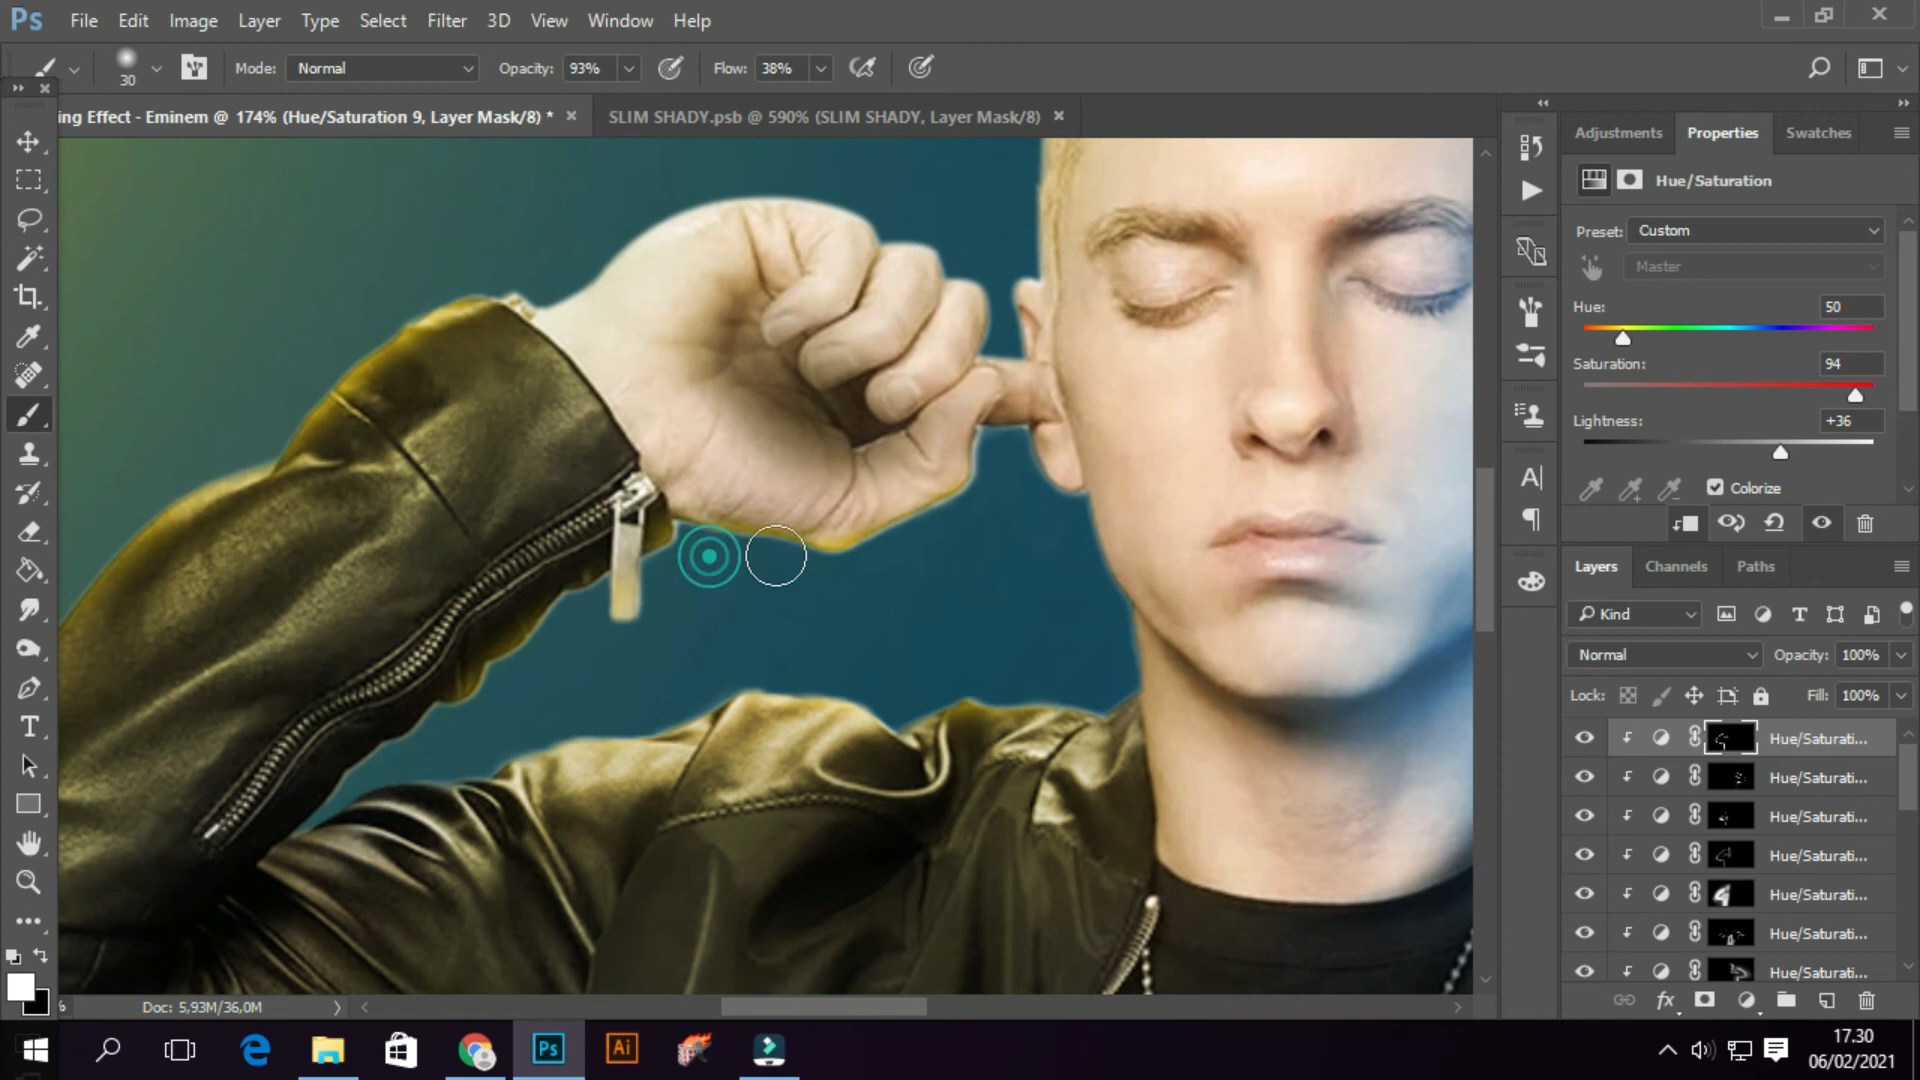 Ps File Edit Image Layer Type Select Filter 3D View Window Help
30 Mode: Normal Opacity: 93% Flow: 38%
ing Effect - Eminem @ 174% (Hue/Saturation 9, Layer Mask/8) * SLIM SHADY.psb @ 590% (SLIM SHADY, Layer Mask/8)
Adjustments Properties Swatches
Hue/Saturation
Preset: Custom
Master
Hue: 50
Saturation: 94
Lightness: +36
Colorize
Layers Channels Paths
Kind
Normal Opacity: 100%
Lock: Fill: 100%
Hue/Saturati...
Hue/Saturati...
Hue/Saturati...
Hue/Saturati...
Hue/Saturati...
Hue/Saturati...
Hue/Saturati...
% Doc: 5,93M/36,0M
fx
Ps Ai
17.30
06/02/2021